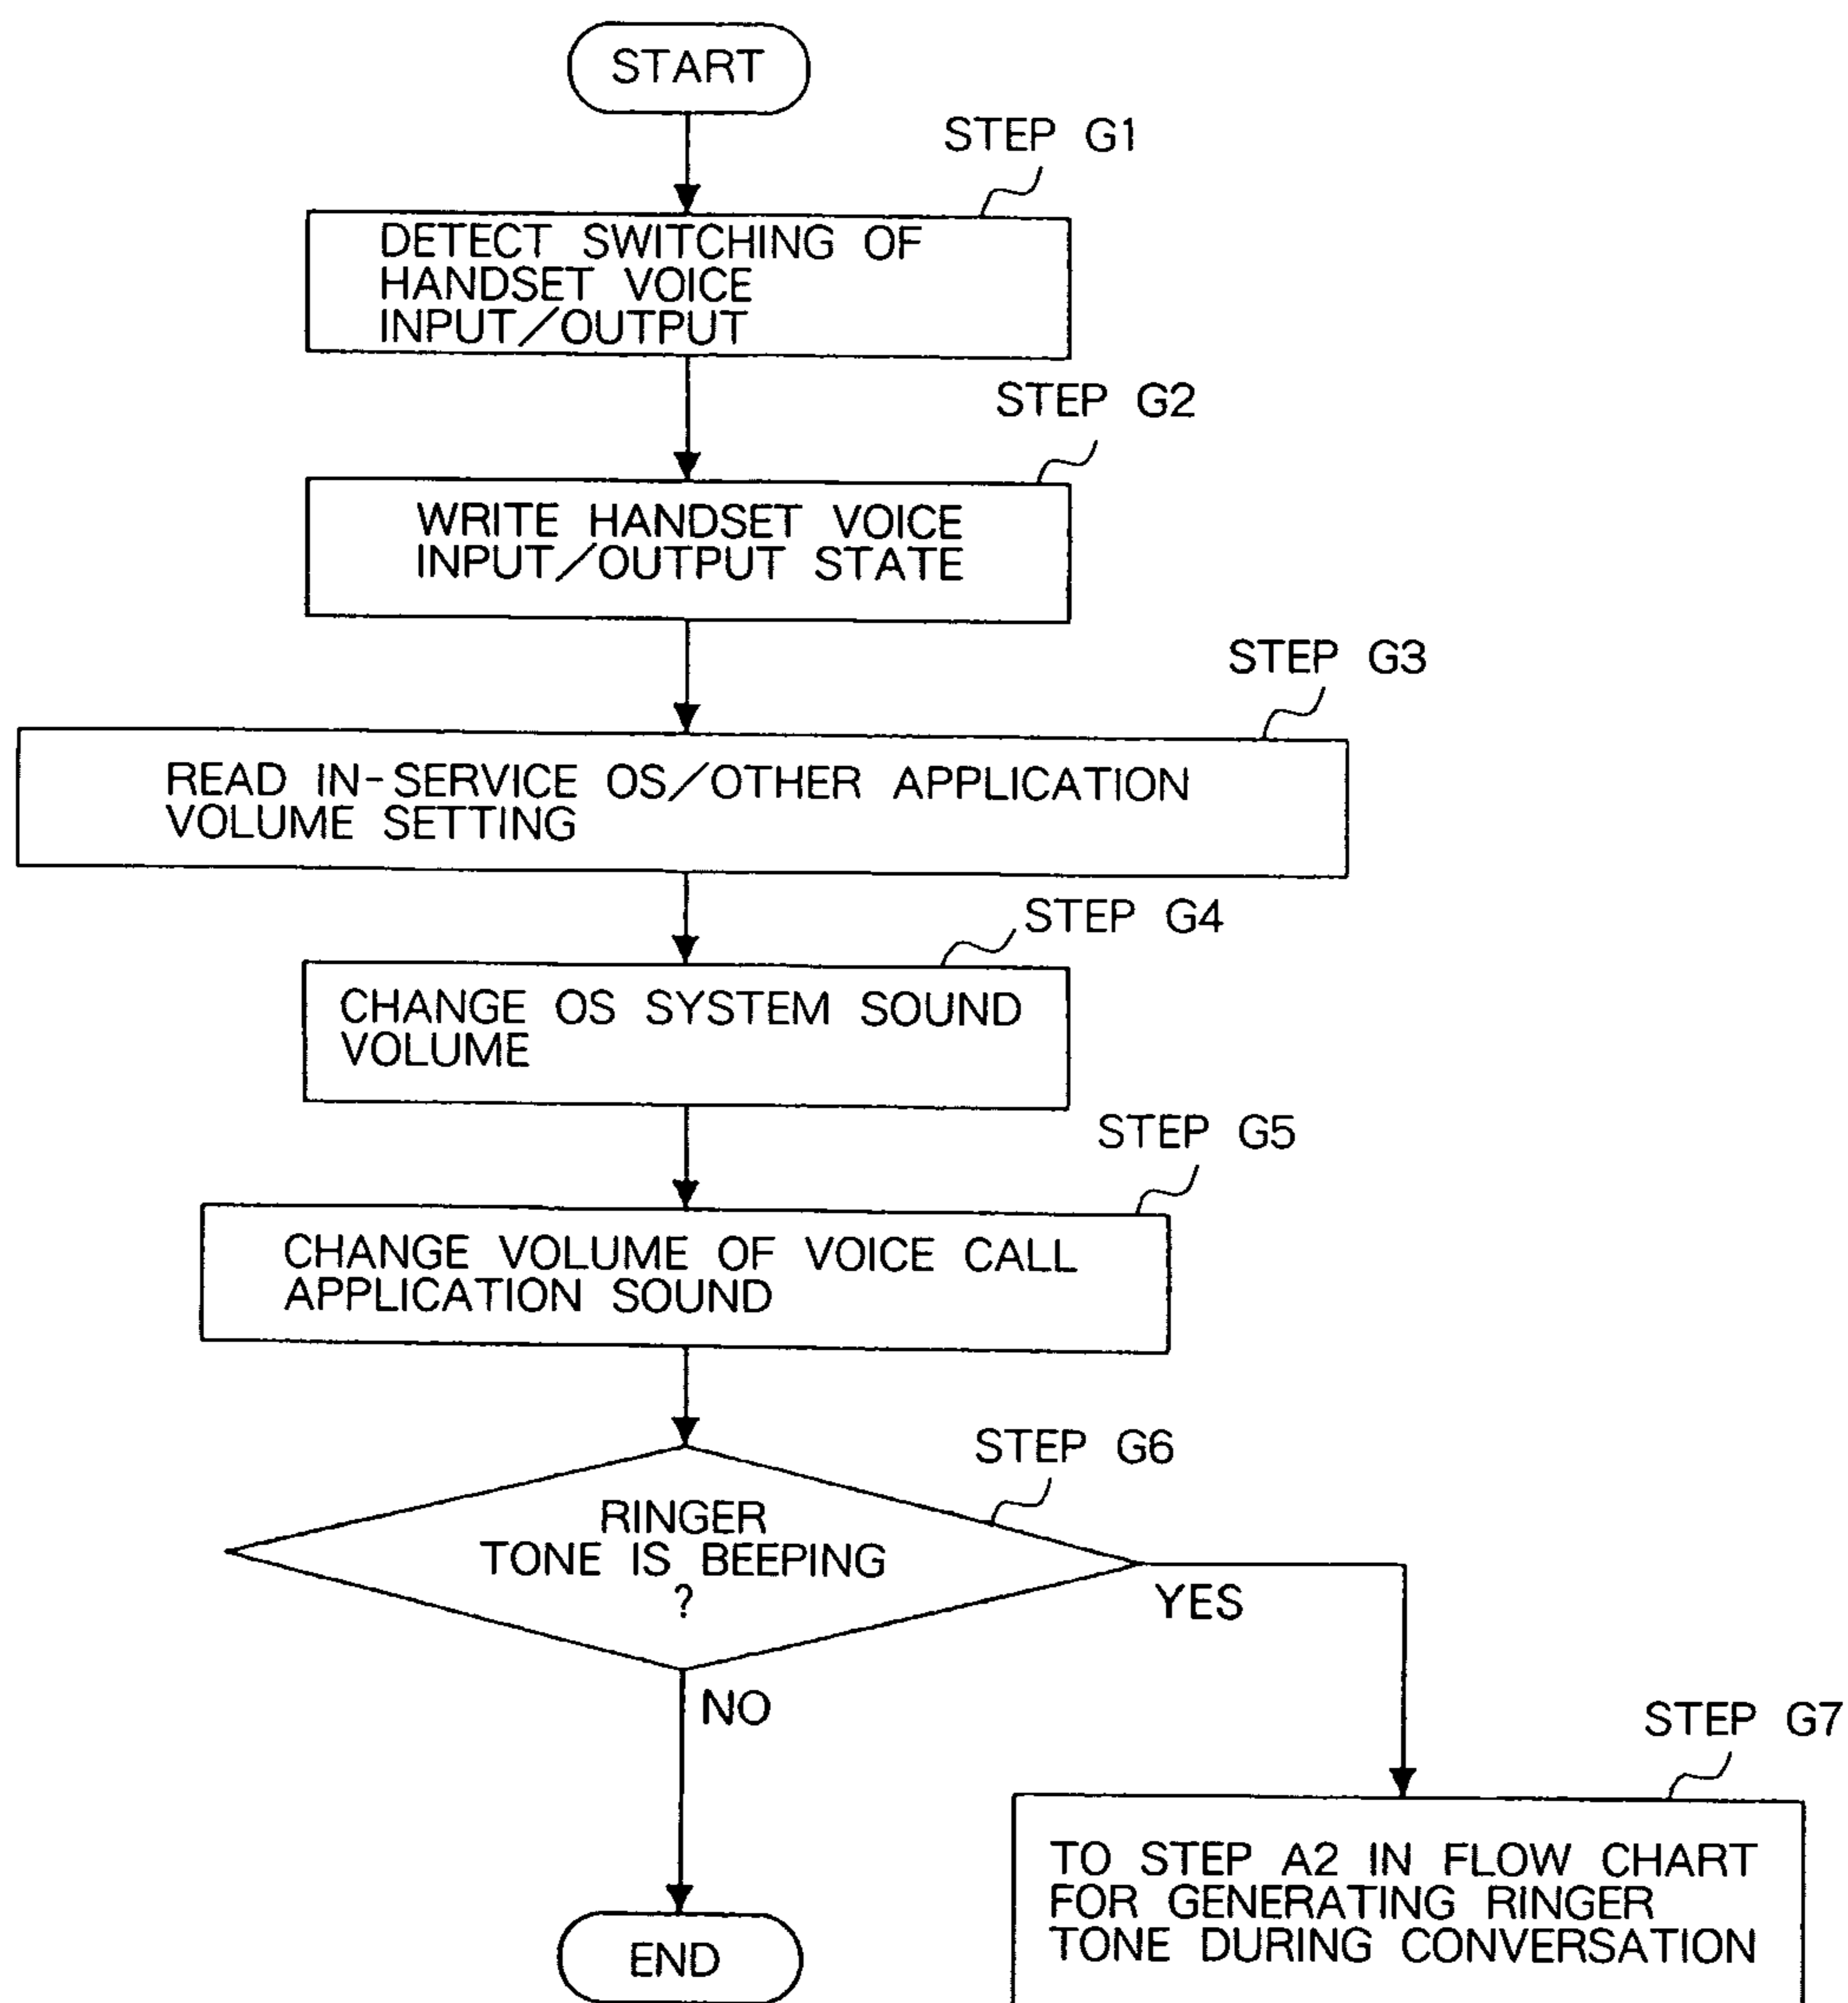 START
STEP G1
DETECT SWITCHING OF
HANDSET VOICE
INPUT/OUTPUT
STEP G2
WRITE HANDSET VOICE
INPUT/OUTPUT STATE
STEP G3
READ IN-SERVICE OS/OTHER APPLICATION
VOLUME SETTING
STEP G4
CHANGE OS SYSTEM SOUND
VOLUME
STEP G5
CHANGE VOLUME OF VOICE CALL
APPLICATION SOUND
STEP G6
RINGER
TONE IS BEEPING
?
YES
NO
STEP G7
TO STEP A2 IN FLOW CHART
FOR GENERATING RINGER
TONE DURING CONVERSATION
END